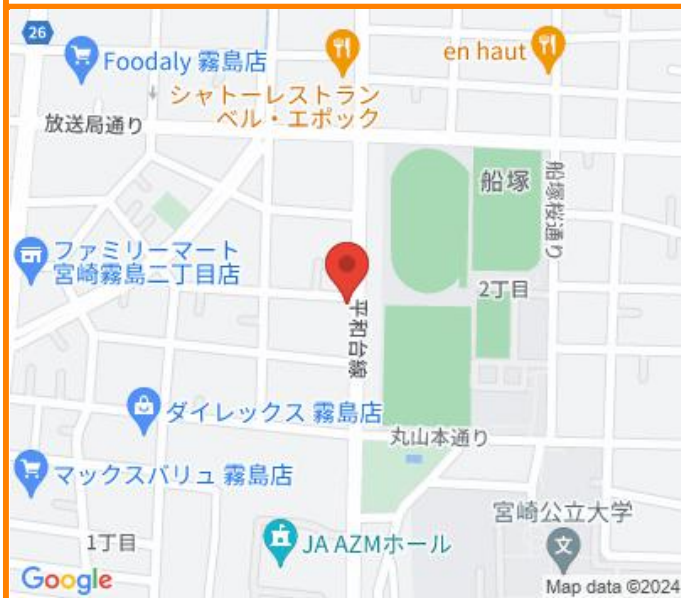 26
Foodaly 霧島店
シャトーレストラン
ベル・エポック
en haut
放送局通り
船塚
船塚桜通り
ファミリーマート
宮崎霧島二丁目店
2丁目
平和台線
ダイレックス 霧島店
丸山本通り
マックスバリュ 霧島店
宮崎公立大学
文
1丁目
JA AZMホール
Google
Map data ©2024